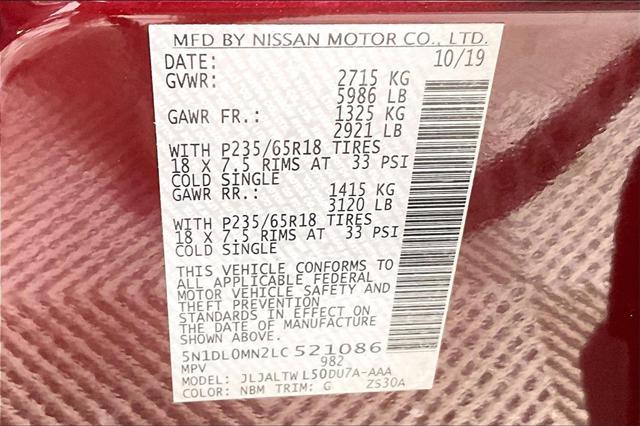 MFD BY NISSAN MOTOR CO., LTD.
DATE: 10/19
GVWR: 2715 KG
5986 LB
GAWR FR.: 1325 KG
2921 LB
WITH P235/65R18 TIRES
18 X 7.5 RIMS AT 33 PSI
COLD SINGLE
GAWR RR.: 1415 KG
3120 LB
WITH P235/65R18 TIRES
18 X 7.5 RIMS AT 33 PSI
COLD SINGLE
THIS VEHICLE CONFORMS TO
ALL APPLICABLE FEDERAL
MOTOR VEHICLE SAFETY AND
THEFT PREVENTION
STANDARDS IN EFFECT ON
THE DATE OF MANUFACTURE
SHOWN ABOVE.
5N1DL0MN2LC521086
MPV 982
MODEL: JLJALTWL50DU7A-AAA
COLOR: NBM TRIM: G ZS30A